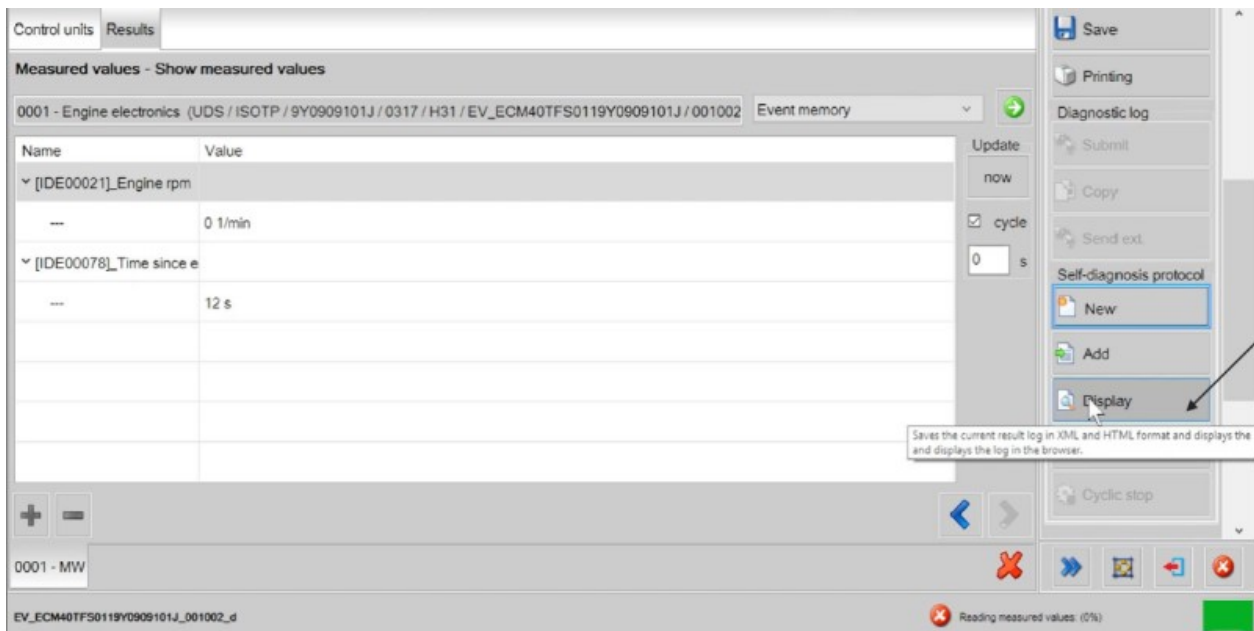 Control units Results
Measured values - Show measured values
0001 - Engine electronics (UDS / ISOTP / 9Y0909101J / 0317 / H31 / EV_ECM40TFS0119Y0909101J / 001002 Event memory
Name Value
[IDE00021]_Engine rpm
--- 0 1/min
[IDE00078]_Time since e
--- 12 s
Update
now
cycle
0 s
0001 - MW
EV_ECM40TFS0119Y0909101J_001002_d
Reading measured values: (0%)
Save
Printing
Diagnostic log
Submit
Copy
Send ext.
Self-diagnosis protocol
New
Add
Display
Saves the current result log in XML and HTML format and displays the
and displays the log in the browser.
Cyclic stop